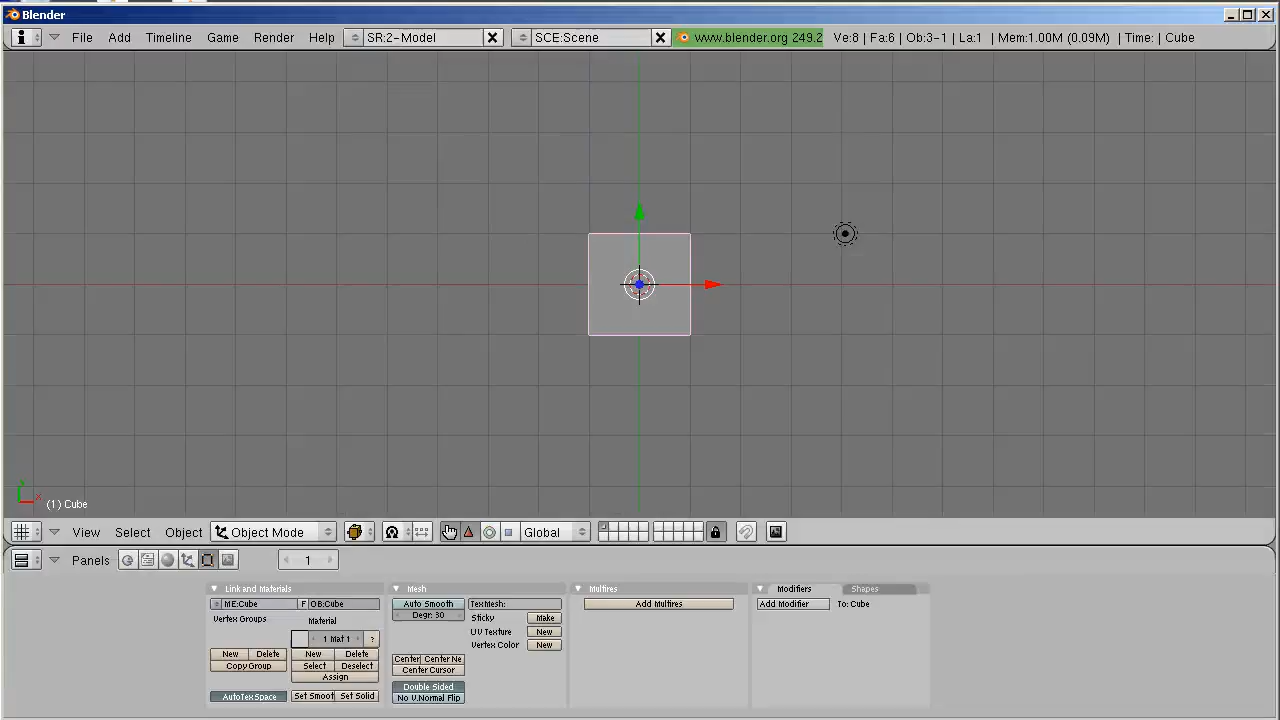 Blender
File Add Timeline Game Render Help SR:2-Model SCE:Scene www.blender.org 249.2 Ve:8 | Fa:6 | Ob:3-1 | La:1 | Mem:1.00M (0.09M) | Time: | Cube
y
x
(1) Cube
View Select Object Object Mode Global
Panels 1
Link and Materials Mesh Multires Modifiers Shapes
ME:Cube F OB:Cube Auto Smooth TexMesh: Add Multires Add Modifier To: Cube
Degr: 30
Vertex Groups Material Sticky Make
1 Mat 1 ? UV Texture New
Vertex Color New
New Delete New Delete
Copy Group Select Deselect Center Center Ne
Assign Center Cursor
Double Sided
AutoTexSpace Set Smoot Set Solid No V.Normal Flip